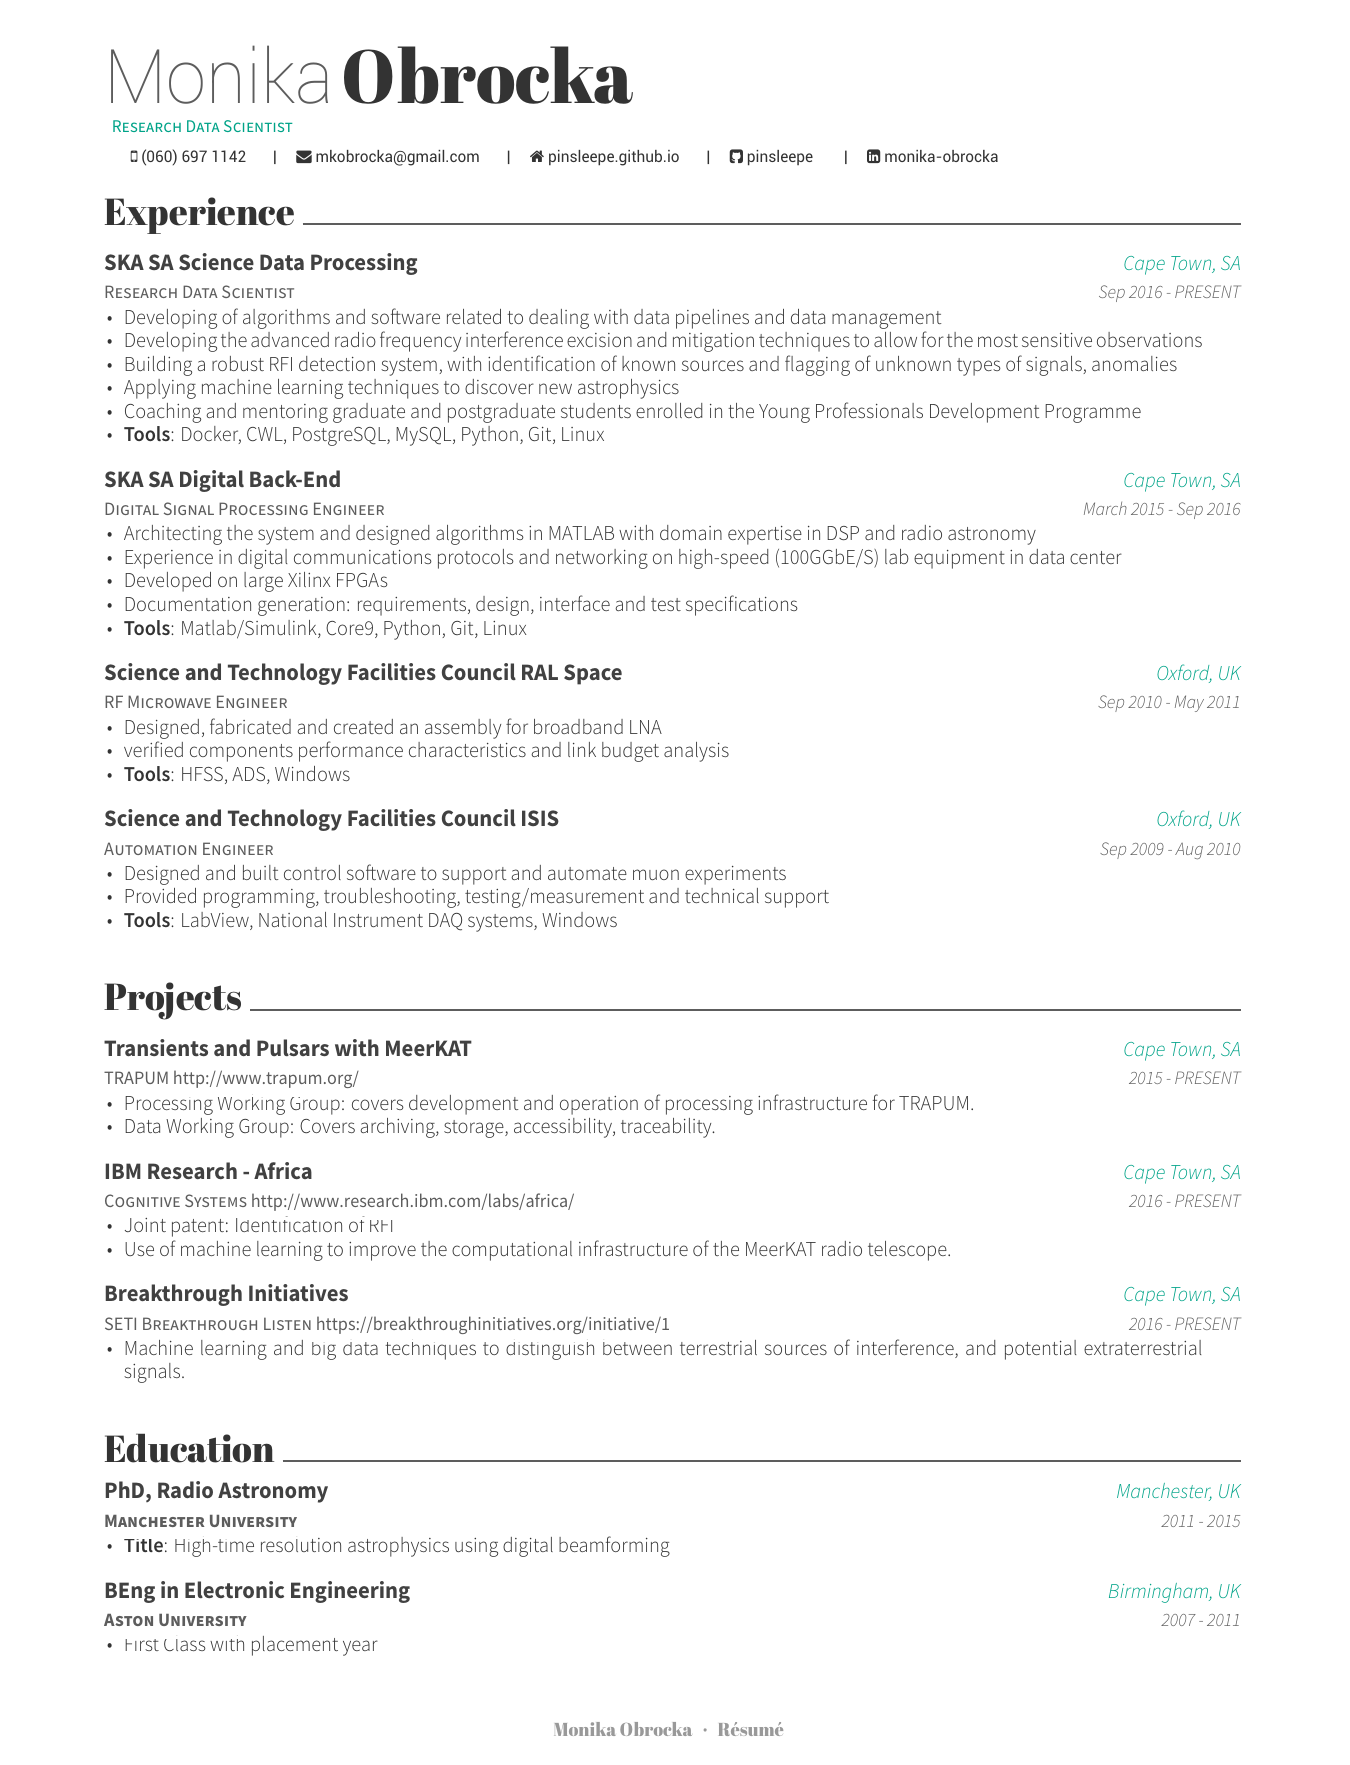 Monika Obrocka
Research Data Scientist
(060) 697 1142 | mkobrocka@gmail.com | pinsleepe.github.io | pinsleepe | monika-obrocka
Experience
SKA SA Science Data Processing Cape Town, SA
Research Data Scientist Sep 2016 - PRESENT
• Developing of algorithms and software related to dealing with data pipelines and data management
• Developing the advanced radio frequency interference excision and mitigation techniques to allow for the most sensitive observations
• Building a robust RFI detection system, with identification of known sources and flagging of unknown types of signals, anomalies
• Applying machine learning techniques to discover new astrophysics
• Coaching and mentoring graduate and postgraduate students enrolled in the Young Professionals Development Programme
• Tools: Docker, CWL, PostgreSQL, MySQL, Python, Git, Linux
SKA SA Digital Back-End Cape Town, SA
Digital Signal Processing Engineer March 2015 - Sep 2016
• Architecting the system and designed algorithms in MATLAB with domain expertise in DSP and radio astronomy
• Experience in digital communications protocols and networking on high-speed (100GGbE/S) lab equipment in data center
• Developed on large Xilinx FPGAs
• Documentation generation: requirements, design, interface and test specifications
• Tools: Matlab/Simulink, Core9, Python, Git, Linux
Science and Technology Facilities Council RAL Space Oxford, UK
RF Microwave Engineer Sep 2010 - May 2011
• Designed, fabricated and created an assembly for broadband LNA
• verified components performance characteristics and link budget analysis
• Tools: HFSS, ADS, Windows
Science and Technology Facilities Council ISIS Oxford, UK
Automation Engineer Sep 2009 - Aug 2010
• Designed and built control software to support and automate muon experiments
• Provided programming, troubleshooting, testing/measurement and technical support
• Tools: LabView, National Instrument DAQ systems, Windows
Projects
Transients and Pulsars with MeerKAT Cape Town, SA
TRAPUM http://www.trapum.org/ 2015 - PRESENT
• Processing Working Group: covers development and operation of processing infrastructure for TRAPUM.
• Data Working Group: Covers archiving, storage, accessibility, traceability.
IBM Research - Africa Cape Town, SA
Cognitive Systems http://www.research.ibm.com/labs/africa/ 2016 - PRESENT
• Joint patent: Identification of RFI
• Use of machine learning to improve the computational infrastructure of the MeerKAT radio telescope.
Breakthrough Initiatives Cape Town, SA
SETI Breakthrough Listen https://breakthroughinitiatives.org/initiative/1 2016 - PRESENT
• Machine learning and big data techniques to distinguish between terrestrial sources of interference, and potential extraterrestrial
signals.
Education
PhD, Radio Astronomy Manchester, UK
Manchester University 2011 - 2015
• Title: High-time resolution astrophysics using digital beamforming
BEng in Electronic Engineering Birmingham, UK
Aston University 2007 - 2011
• First Class with placement year
Monika Obrocka · Résumé